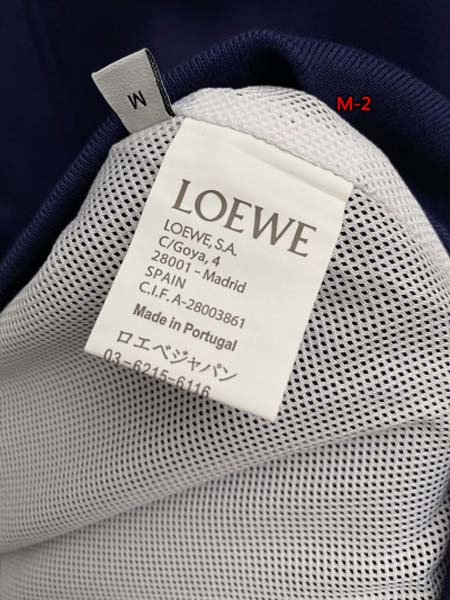 M
M-2
LOEWE
LOEWE, S.A.
C/Goya, 4
28001 - Madrid
SPAIN
C.I.F. A-28003861
Made in Portugal
ロエベジャパン
03-6215-6116